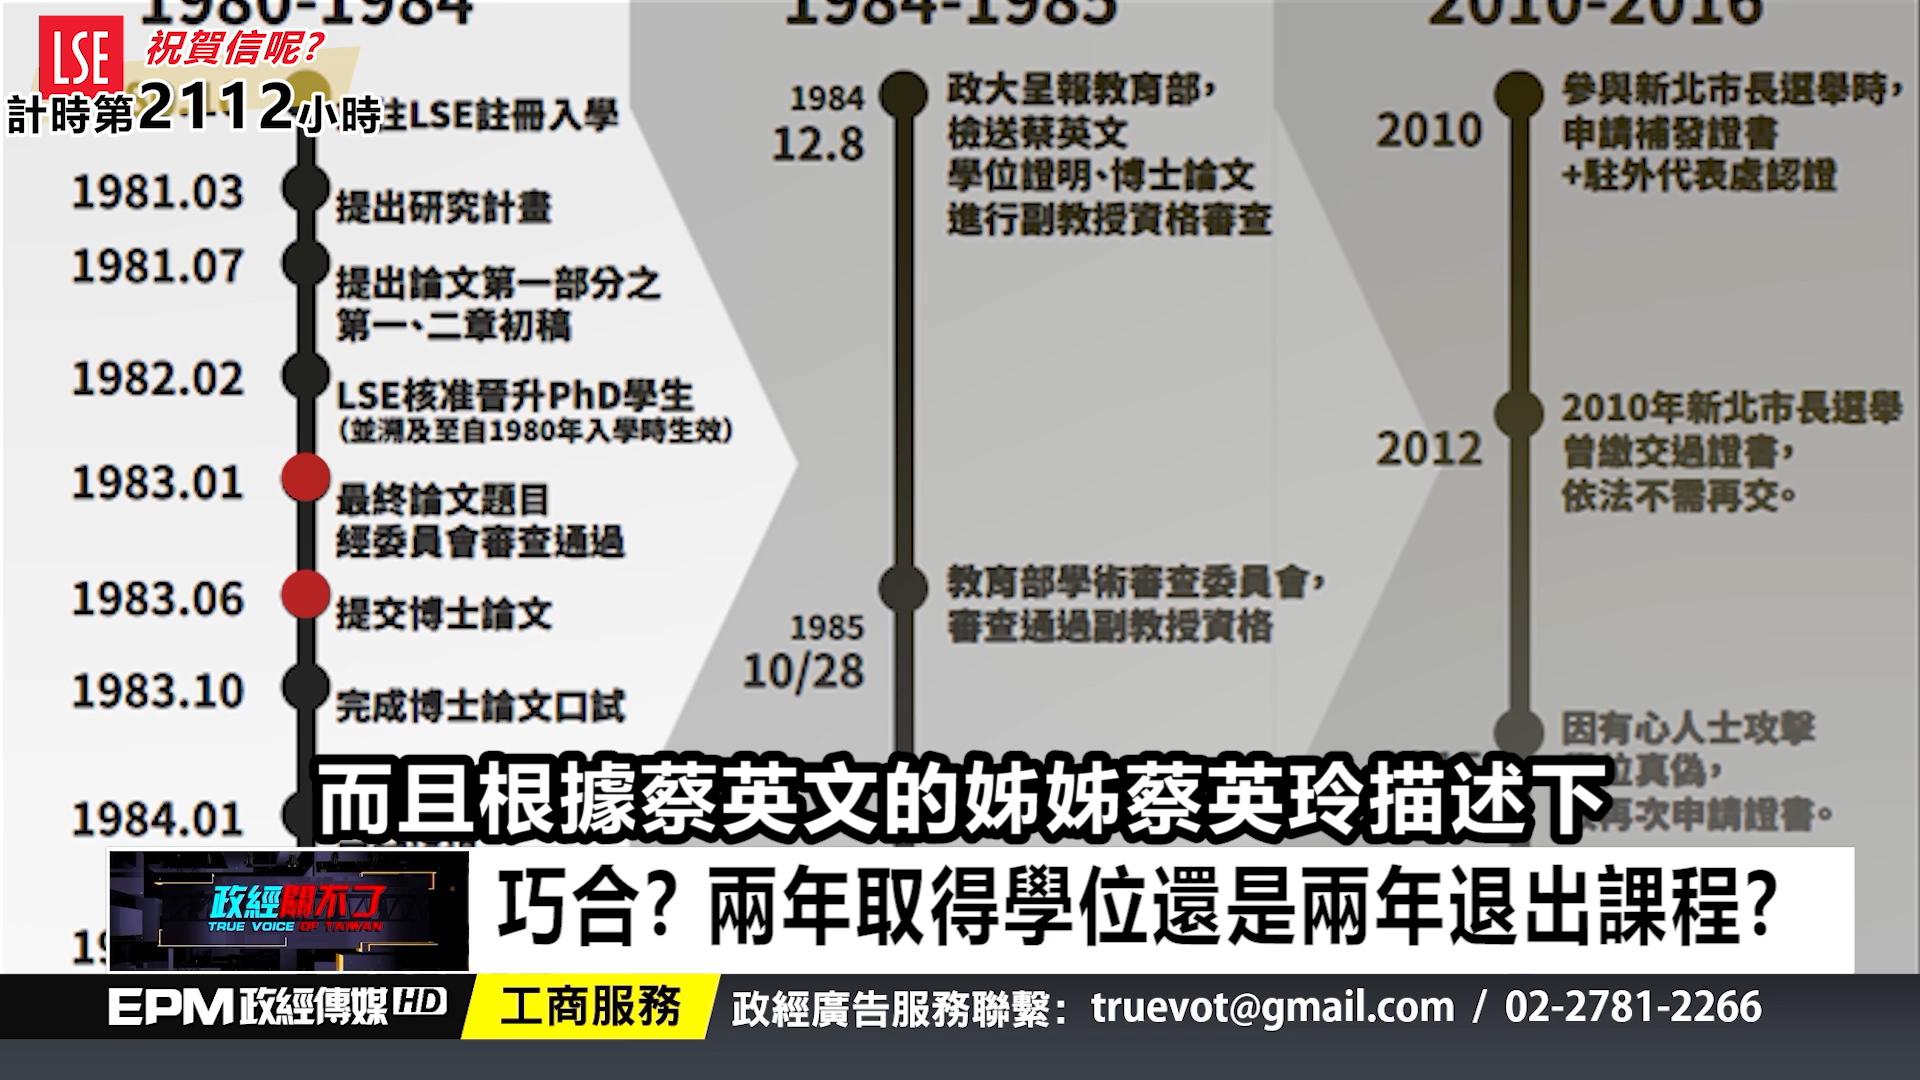 1980-1984
1984-1985
2010-2016
LSE
祝賀信呢?
計時第2112小時
註LSE註冊入學
1981.03
提出研究計畫
1981.07
提出論文第一部分之
第一、二章初稿
1982.02
LSE核准晉升PhD學生
(並溯及至自1980年入學時生效)
1983.01
最終論文題目
經委員會審查通過
1983.06
提交博士論文
1983.10
完成博士論文口試
1984.01
1984
12.8
政大呈報教育部,
檢送蔡英文
學位證明、博士論文
進行副教授資格審查
1985
10/28
教育部學術審查委員會,
審查通過副教授資格
2010
參與新北市長選舉時,
申請補發證書
+駐外代表處認證
2012
2010年新北市長選舉
曾繳交過證書,
依法不需再交。
因有心人士攻擊
位真偽,
再次申請證書。
而且根據蔡英文的姊姊蔡英玲描述下
政經關不了
TRUE VOICE OF TAIWAN
巧合? 兩年取得學位還是兩年退出課程?
EPM政經傳媒HD
工商服務
政經廣告服務聯繫: truevot@gmail.com / 02-2781-2266